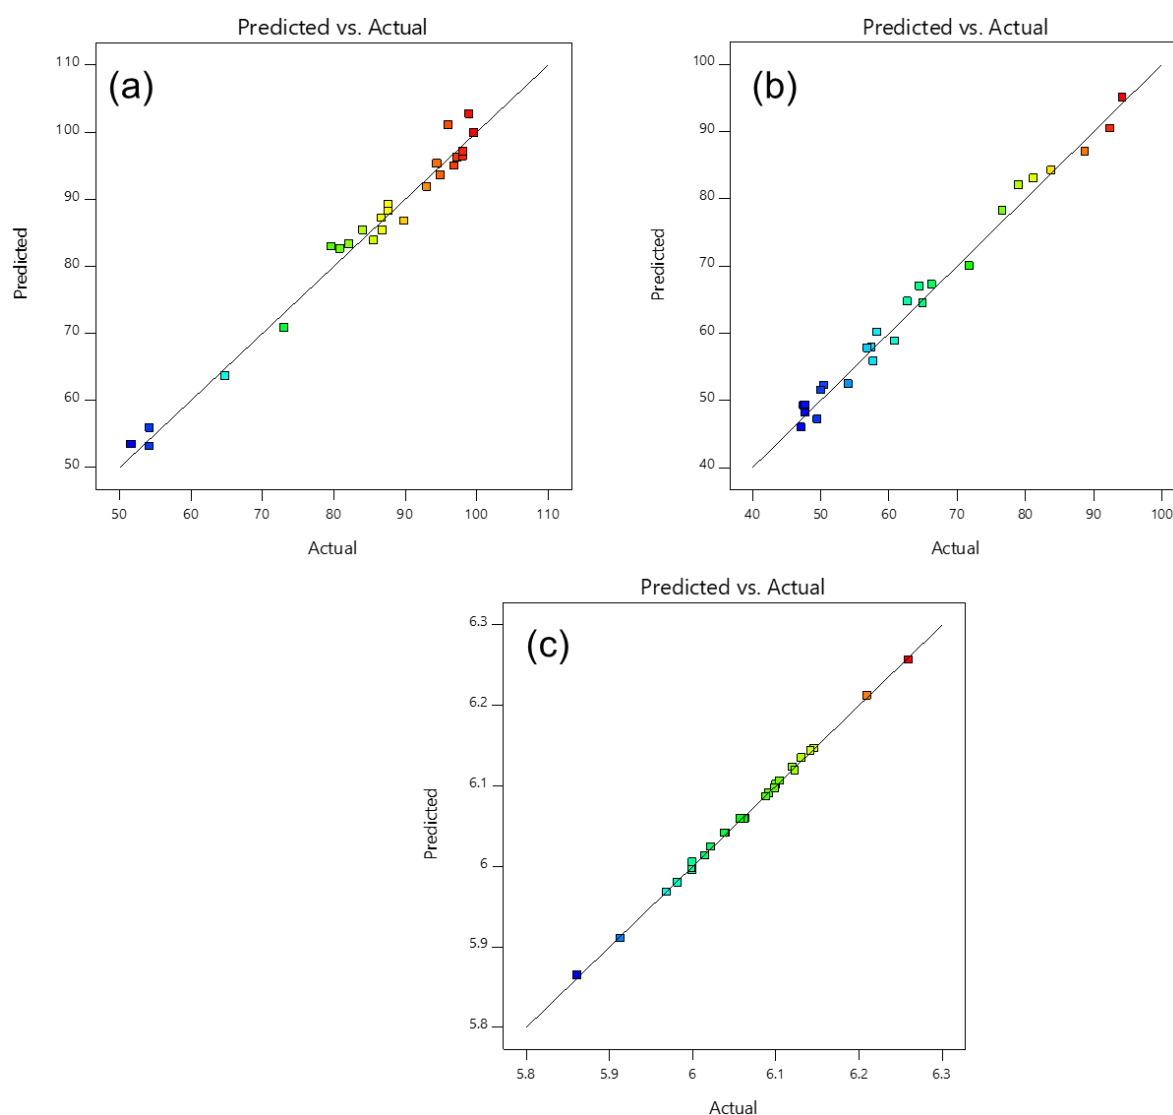 Predicted vs. Actual
(a)
Predicted
110
100
90
80
70
60
50
50 60 70 80 90 100 110
Actual
Predicted vs. Actual
(b)
Predicted
100
90
80
70
60
50
40
40 50 60 70 80 90 100
Actual
Predicted vs. Actual
(c)
Predicted
6.3
6.2
6.1
6
5.9
5.8
5.8 5.9 6 6.1 6.2 6.3
Actual